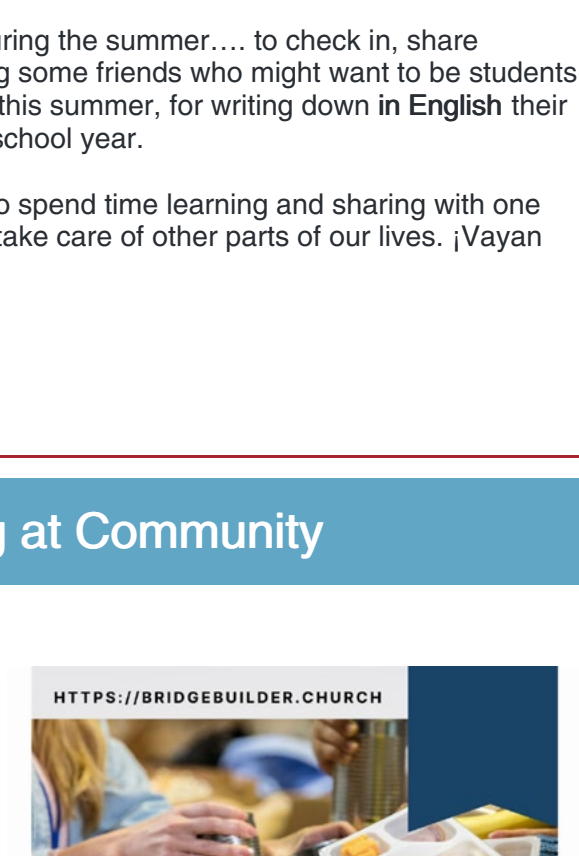 uring the summer.... to check in, share
g some friends who might want to be students
this summer, for writing down in English their
school year.
o spend time learning and sharing with one
take care of other parts of our lives. ¡Vayan
g at Community
HTTPS://BRIDGEBUILDER.CHURCH